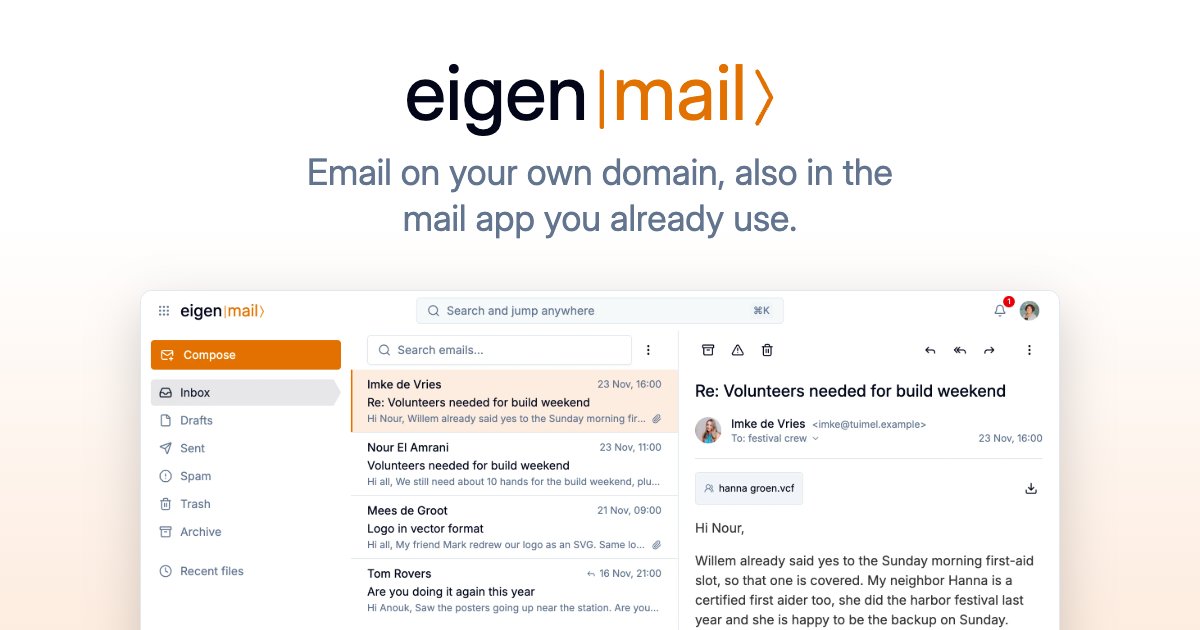 eigen|mail⟩
Email on your own domain, also in the
mail app you already use.
eigen|mail⟩
Search and jump anywhere
⌘K
1
Compose
Inbox
Drafts
Sent
Spam
Trash
Archive
Recent files
Search emails...
Imke de Vries
23 Nov, 16:00
Re: Volunteers needed for build weekend
Hi Nour, Willem already said yes to the Sunday morning fir...
Nour El Amrani
23 Nov, 11:00
Volunteers needed for build weekend
Hi all, We still need about 10 hands for the build weekend, plu...
Mees de Groot
21 Nov, 09:00
Logo in vector format
Hi all, My friend Mark redrew our logo as an SVG. Same lo...
Tom Rovers
16 Nov, 21:00
Are you doing it again this year
Hi Anouk, Saw the posters going up near the station. Are you...
Re: Volunteers needed for build weekend
Imke de Vries <imke@tuimel.example>
To: festival crew
23 Nov, 16:00
hanna groen.vcf
Hi Nour,
Willem already said yes to the Sunday morning first-aid
slot, so that one is covered. My neighbor Hanna is a
certified first aider too, she did the harbor festival last
year and she is happy to be the backup on Sunday.